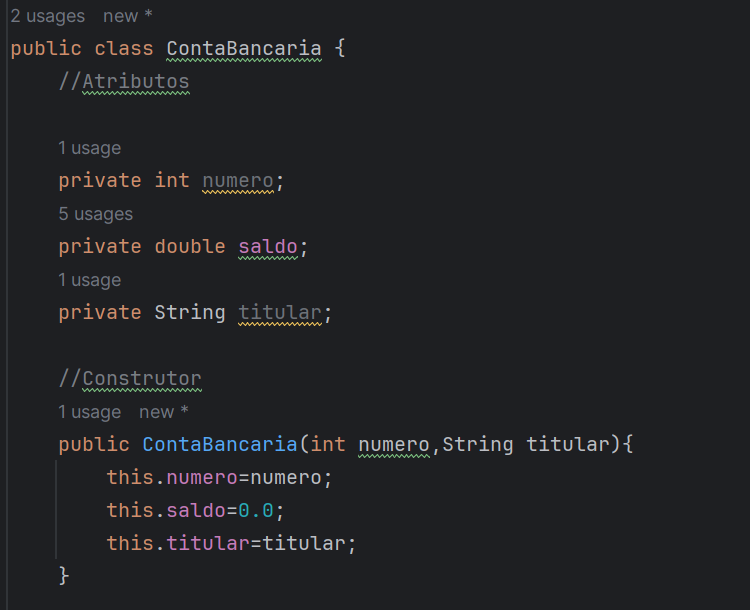 2 usages new *
public class ContaBancaria {
//Atributos
1 usage
private int numero;
5 usages
private double saldo;
1 usage
private String titular;
//Construtor
1 usage new *
public ContaBancaria(int numero,String titular){
this.numero=numero;
this.saldo=0.0;
this.titular=titular;
}